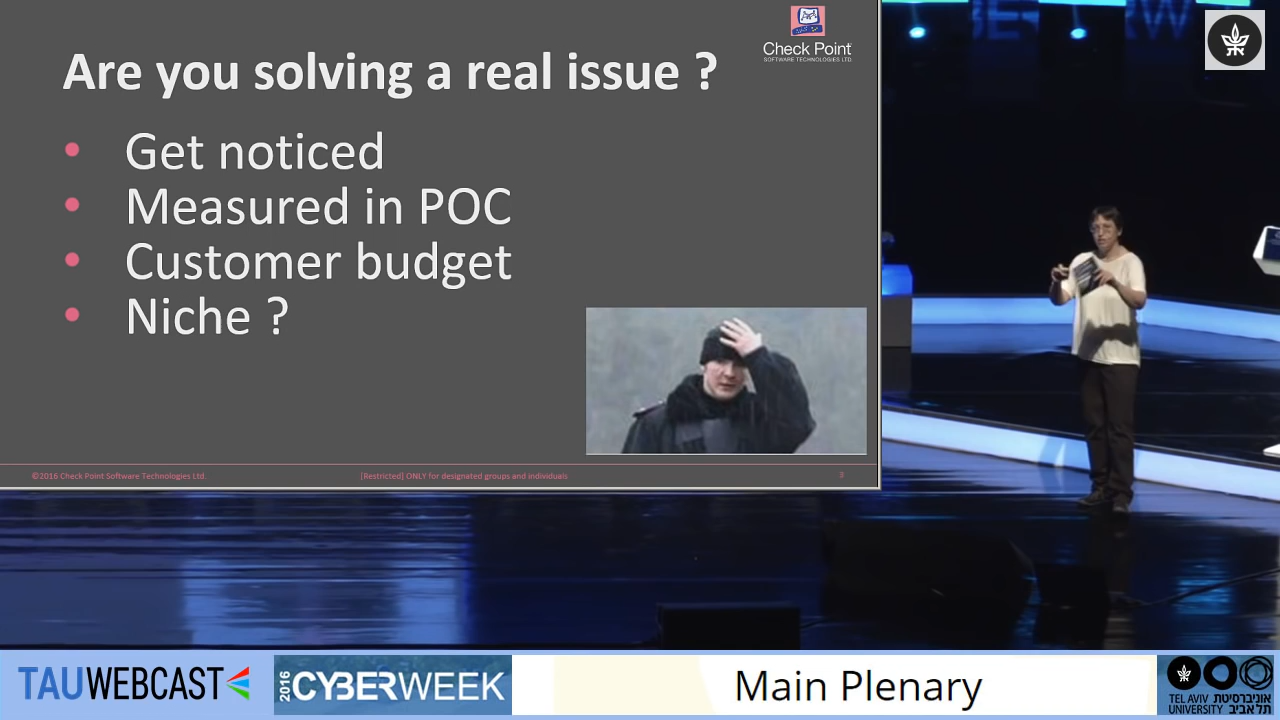 Are you solving a real issue ?
Check Point
SOFTWARE TECHNOLOGIES LTD.
• Get noticed
• Measured in POC
• Customer budget
• Niche ?
©2016 Check Point Software Technologies Ltd.
[Restricted] ONLY for designated groups and individuals
3
TAUWEBCAST
2016
CYBERWEEK
Main Plenary
TEL AVIV UNIVERSITY
אוניברסיטת תל אביב